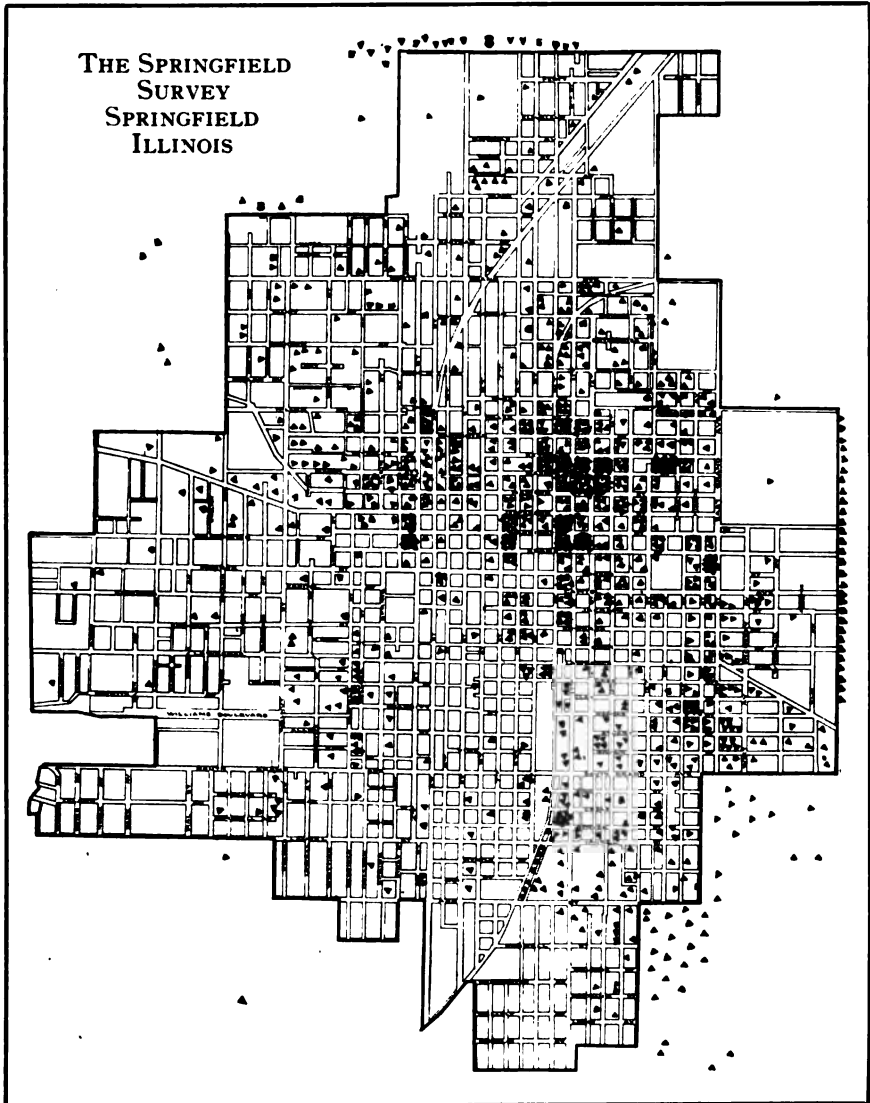 THE SPRINGFIELD
SURVEY
SPRINGFIELD
ILLINOIS
WILLIAMS BOULEVARD